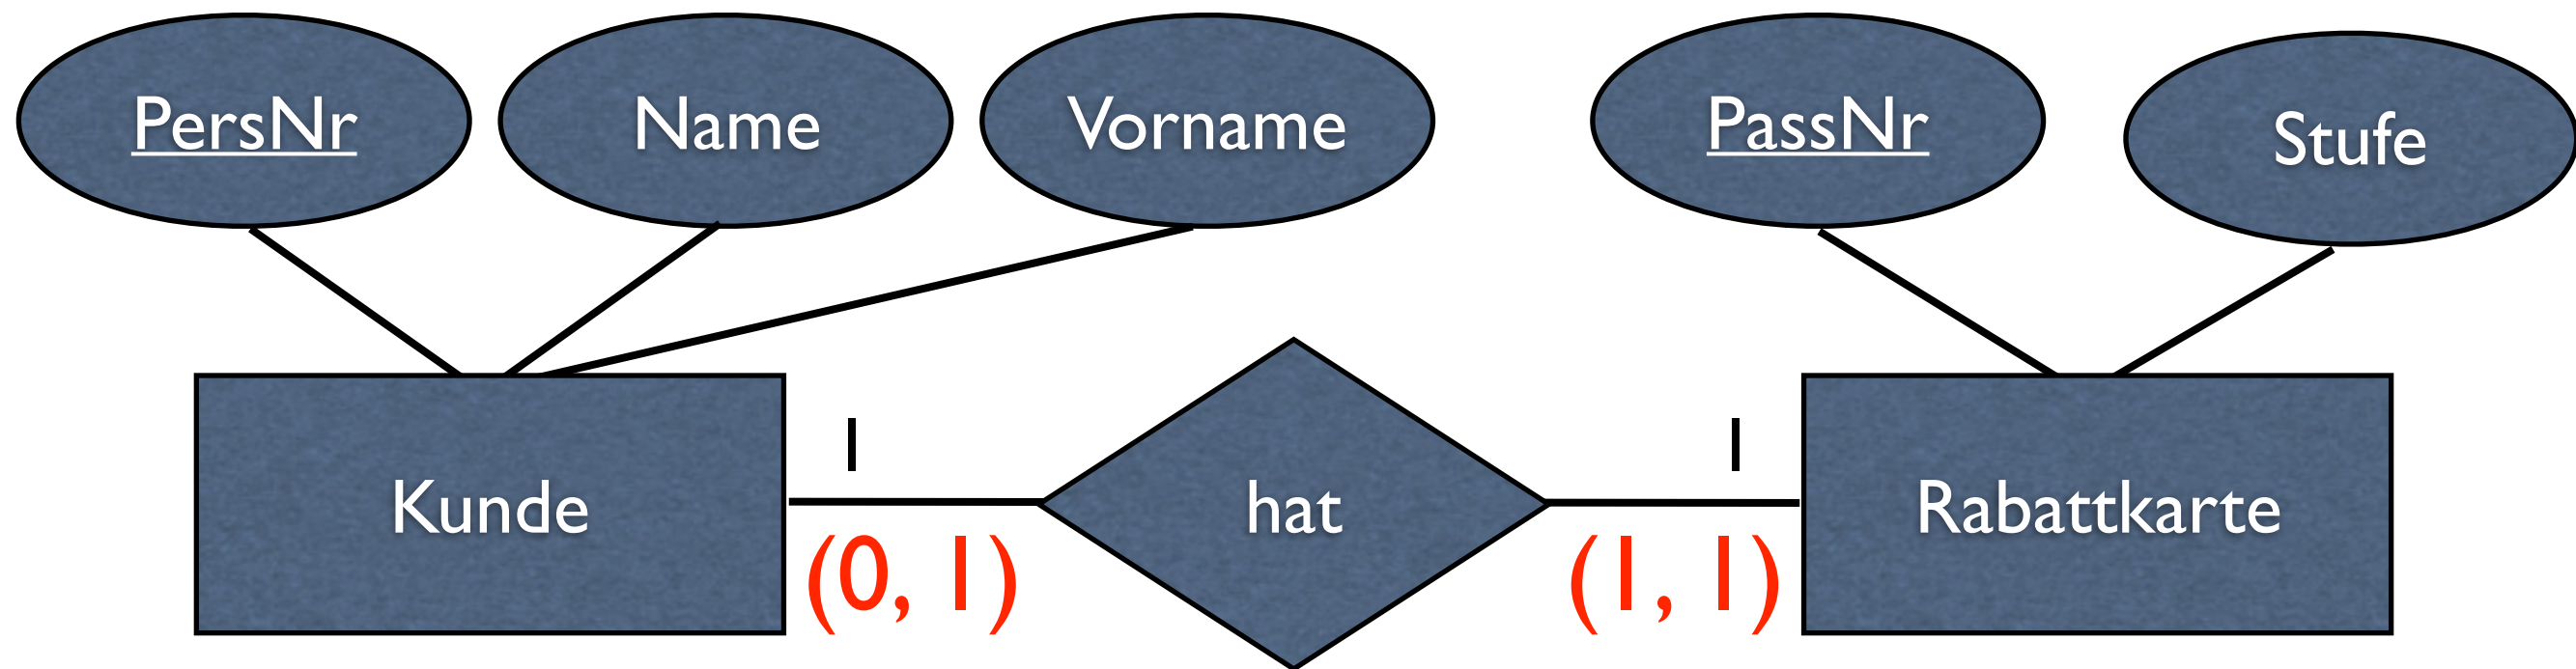 PersNr
Name
Vorname
PassNr
Stufe
1
1
Kunde
hat
Rabattkarte
(0, 1)
(1, 1)